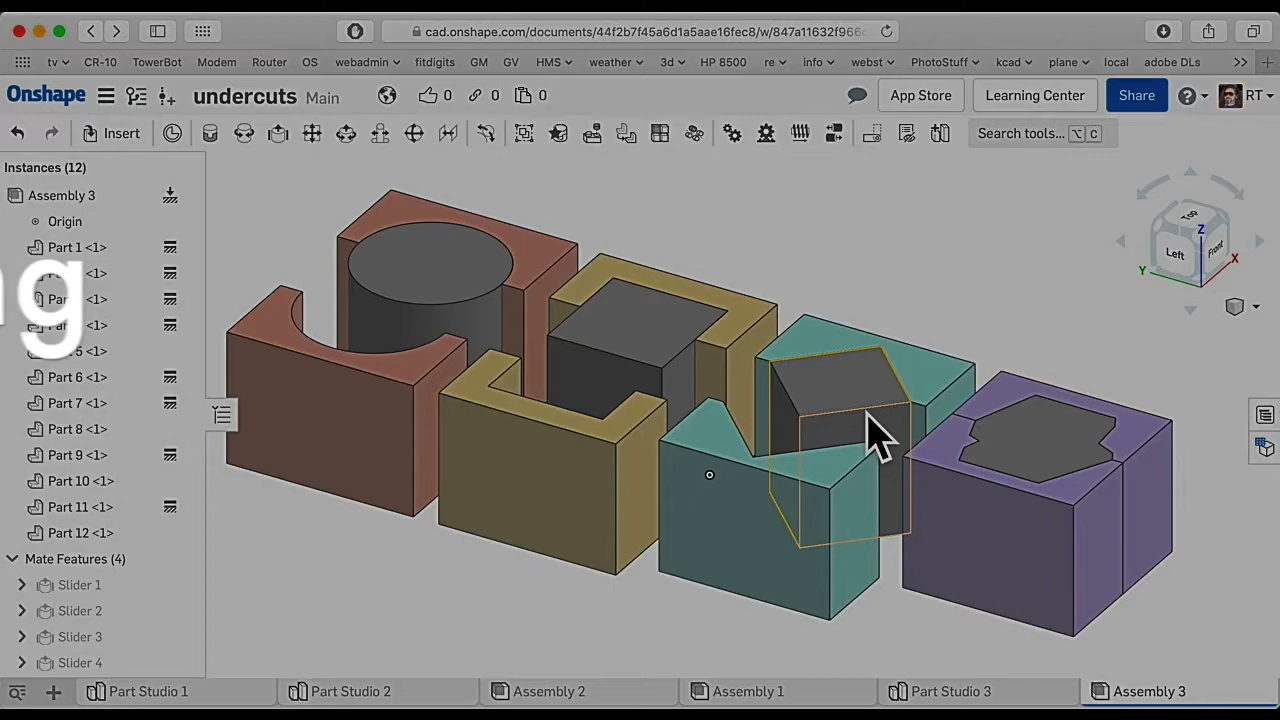 cad.onshape.com/documents/44f2b7f45a6d1a5aae16fec8/w/847a11632f966c
tv CR-10 TowerBot Modem Router OS webadmin fitdigits GM GV HMS weather 3d HP 8500 re info webst PhotoStuff kcad plane local adobe DLs
Onshape undercuts Main 0 0 0 App Store Learning Center Share RT
Insert Search tools... ⌥ C
Instances (12)
Assembly 3
Origin
Part 1 <1>
<1>
Par <1>
ng
Par <1>
5 <1>
Part 6 <1>
Part 7 <1>
Part 8 <1>
Part 9 <1>
Part 10 <1>
Part 11 <1>
Part 12 <1>
Mate Features (4)
Slider 1
Slider 2
Slider 3
Slider 4
Top
Left
Front
Z
Y
X
Part Studio 1 Part Studio 2 Assembly 2 Assembly 1 Part Studio 3 Assembly 3